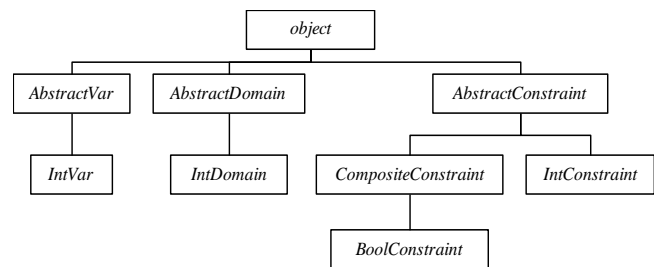 object
AbstractVar
AbstractDomain
AbstractConstraint
IntVar
IntDomain
CompositeConstraint
IntConstraint
BoolConstraint